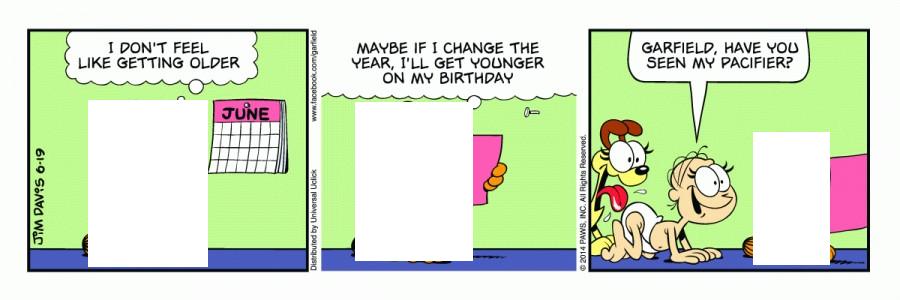 I DON'T FEEL
LIKE GETTING OLDER
JUNE
JIM DAVIS 6-19
www.facebook.com/garfield
Distributed by Universal Uclick
MAYBE IF I CHANGE THE
YEAR, I'LL GET YOUNGER
ON MY BIRTHDAY
© 2014 PAWS, INC. All Rights Reserved.
GARFIELD, HAVE YOU
SEEN MY PACIFIER?